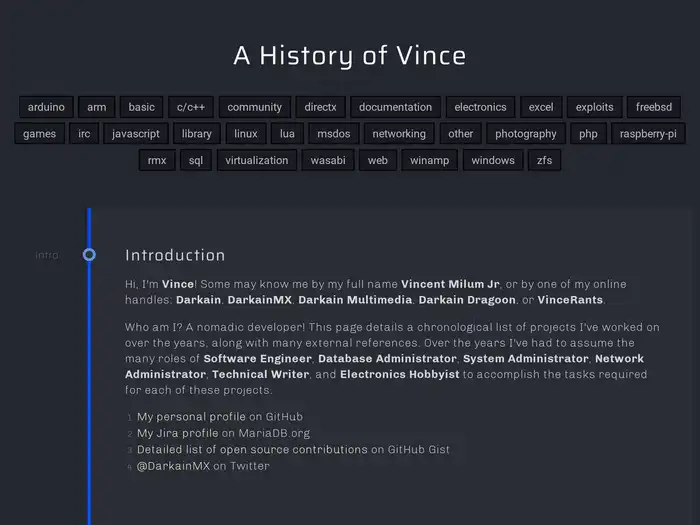 A History of Vince
arduino arm basic c/c++ community directx documentation electronics excel exploits freebsd
games irc javascript library linux lua msdos networking other photography php raspberry-pi
rmx sql virtualization wasabi web winamp windows zfs
intro
Introduction
Hi, I'm Vince! Some may know me by my full name Vincent Milum Jr, or by one of my online
handles: Darkain, DarkainMX, Darkain Multimedia, Darkain Dragoon, or VinceRants.
Who am I? A nomadic developer! This page details a chronological list of projects I've worked on
over the years, along with many external references. Over the years I've had to assume the
many roles of Software Engineer, Database Administrator, System Administrator, Network
Administrator, Technical Writer, and Electronics Hobbyist to accomplish the tasks required
for each of these projects.
1 My personal profile on GitHub
2 My Jira profile on MariaDB.org
3 Detailed list of open source contributions on GitHub Gist
4 @DarkainMX on Twitter